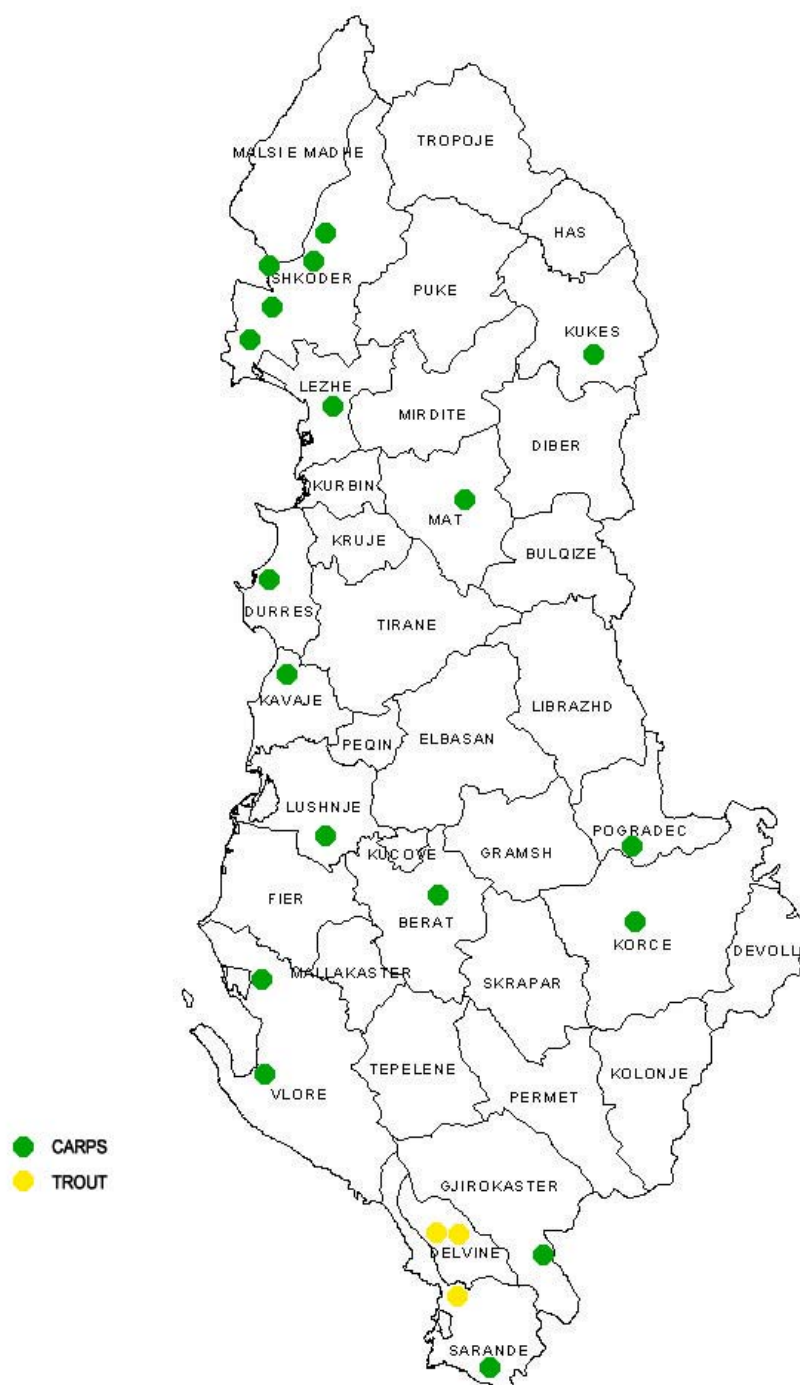 TROPOJE
MALSIE MADHE
HAS
SHKODER
PUKE
KUKES
LEZHE
MIRDITE
DIBER
KURBIN
MAT
KRUJE
BULQIZE
DURRES
TIRANE
KAVAJE
LIBRAZHD
PEQIN
ELBASAN
LUSHNJE
POGRADEC
KUCOVE
GRAMSH
FIER
BERAT
KORCE
DEVOLL
MALLAKASTER
SKRAPAR
TEPELENE
KOLONJE
VLORE
PERMET
CARPS
TROUT
GJIROKASTER
DELVINE
SARANDE